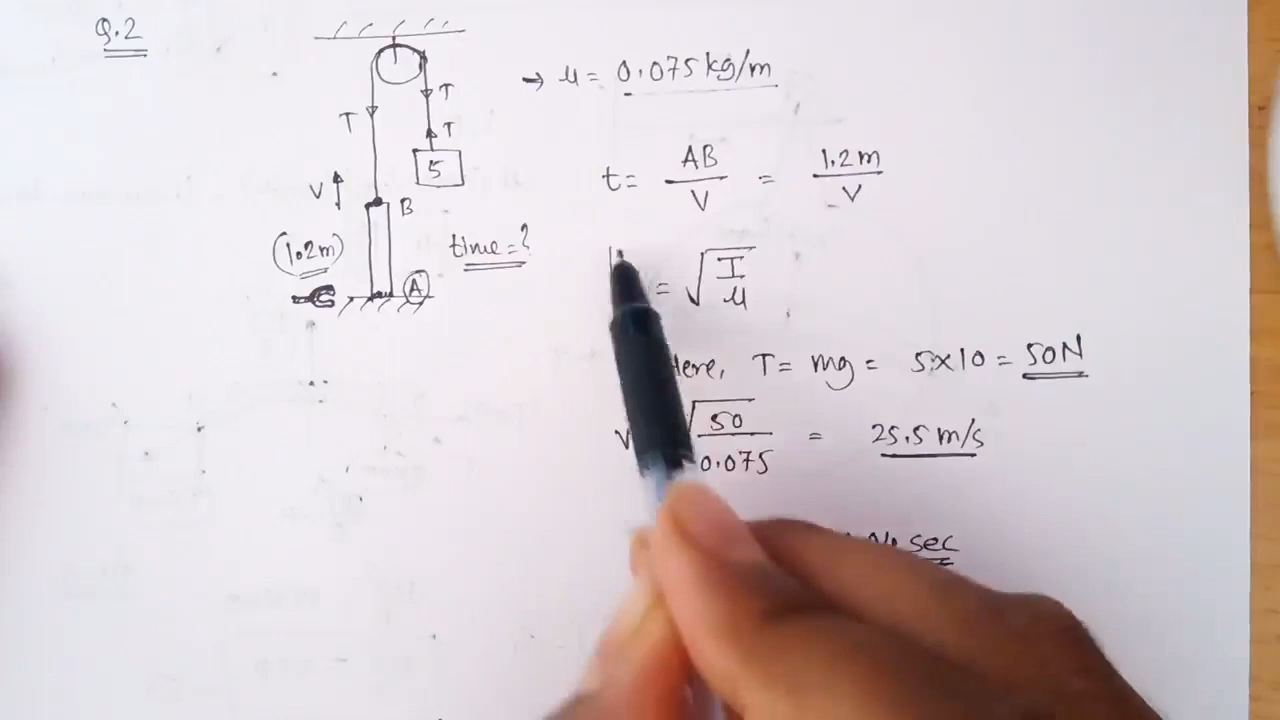 Q.2
T
T
T
5
V
B
(1.2m)
time = ?
A
→ μ = 0.075 kg/m
t = AB / V = 1.2m / V
= √(T/μ)
Here, T = mg = 5×10 = 50N
V √(50/0.075) = 25.5 m/s
sec